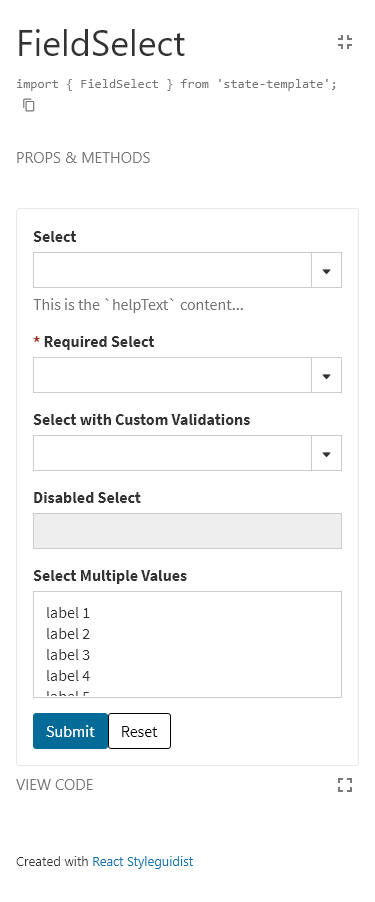 FieldSelect
import { FieldSelect } from 'state-template';
PROPS & METHODS
Select
This is the `helpText` content...
* Required Select
Select with Custom Validations
Disabled Select
Select Multiple Values
label 1
label 2
label 3
label 4
label 5
Submit Reset
VIEW CODE
Created with React Styleguidist